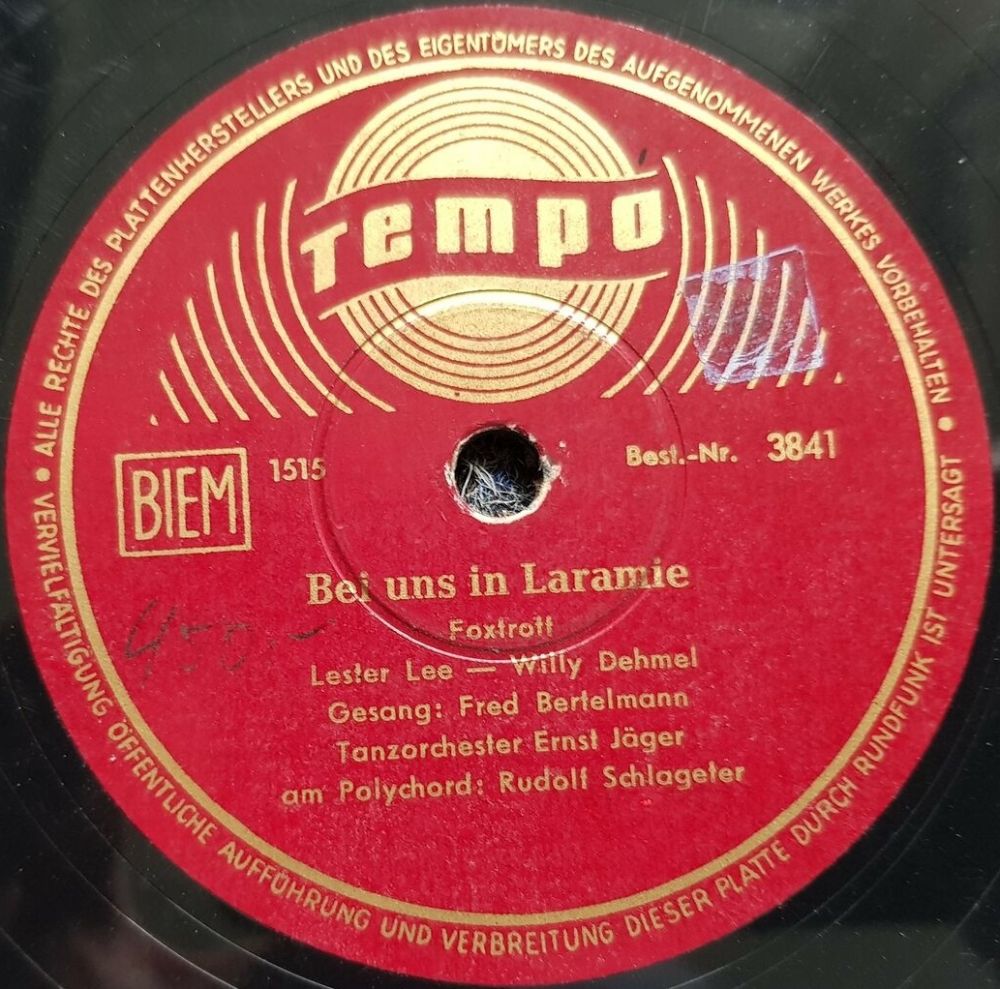 • ALLE RECHTE DES PLATTENHERSTELLERS UND DES EIGENTÜMERS DES AUFGENOMMENEN WERKES VORBEHALTEN •
Tempo
BIEM
1515
Best.-Nr. 3841
Bei uns in Laramie
Foxtrott
Lester Lee — Willy Dehmel
Gesang: Fred Bertelmann
Tanzorchester Ernst Jäger
am Polychord: Rudolf Schlageter
VERVIELFÄLTIGUNG, ÖFFENTLICHE AUFFÜHRUNG UND VERBREITUNG DIESER PLATTE DURCH RUNDFUNK IST UNTERSAGT